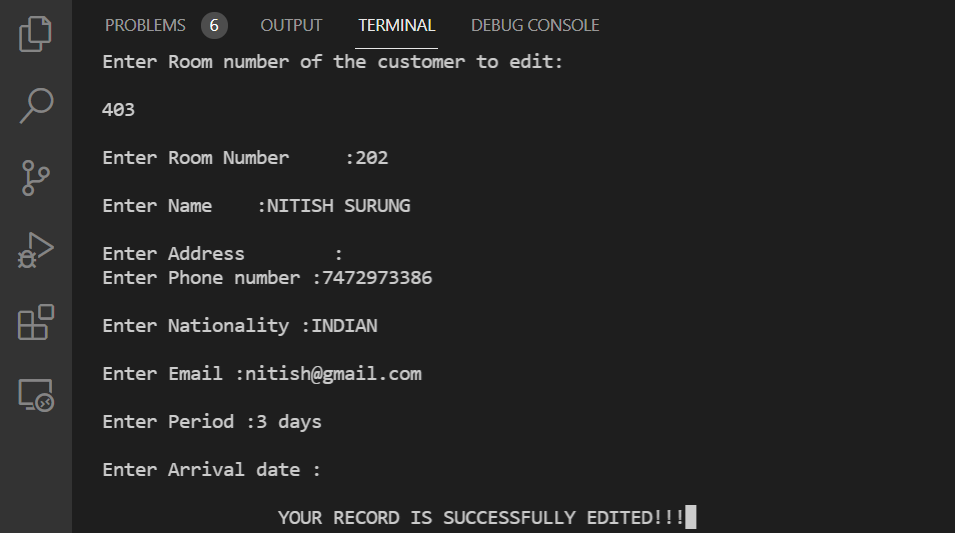 PROBLEMS 6 OUTPUT TERMINAL DEBUG CONSOLE
Enter Room number of the customer to edit:
403
Enter Room Number     :202
Enter Name    :NITISH SURUNG
Enter Address        :
Enter Phone number :7472973386
Enter Nationality :INDIAN
Enter Email :nitish@gmail.com
Enter Period :3 days
Enter Arrival date :
YOUR RECORD IS SUCCESSFULLY EDITED!!!